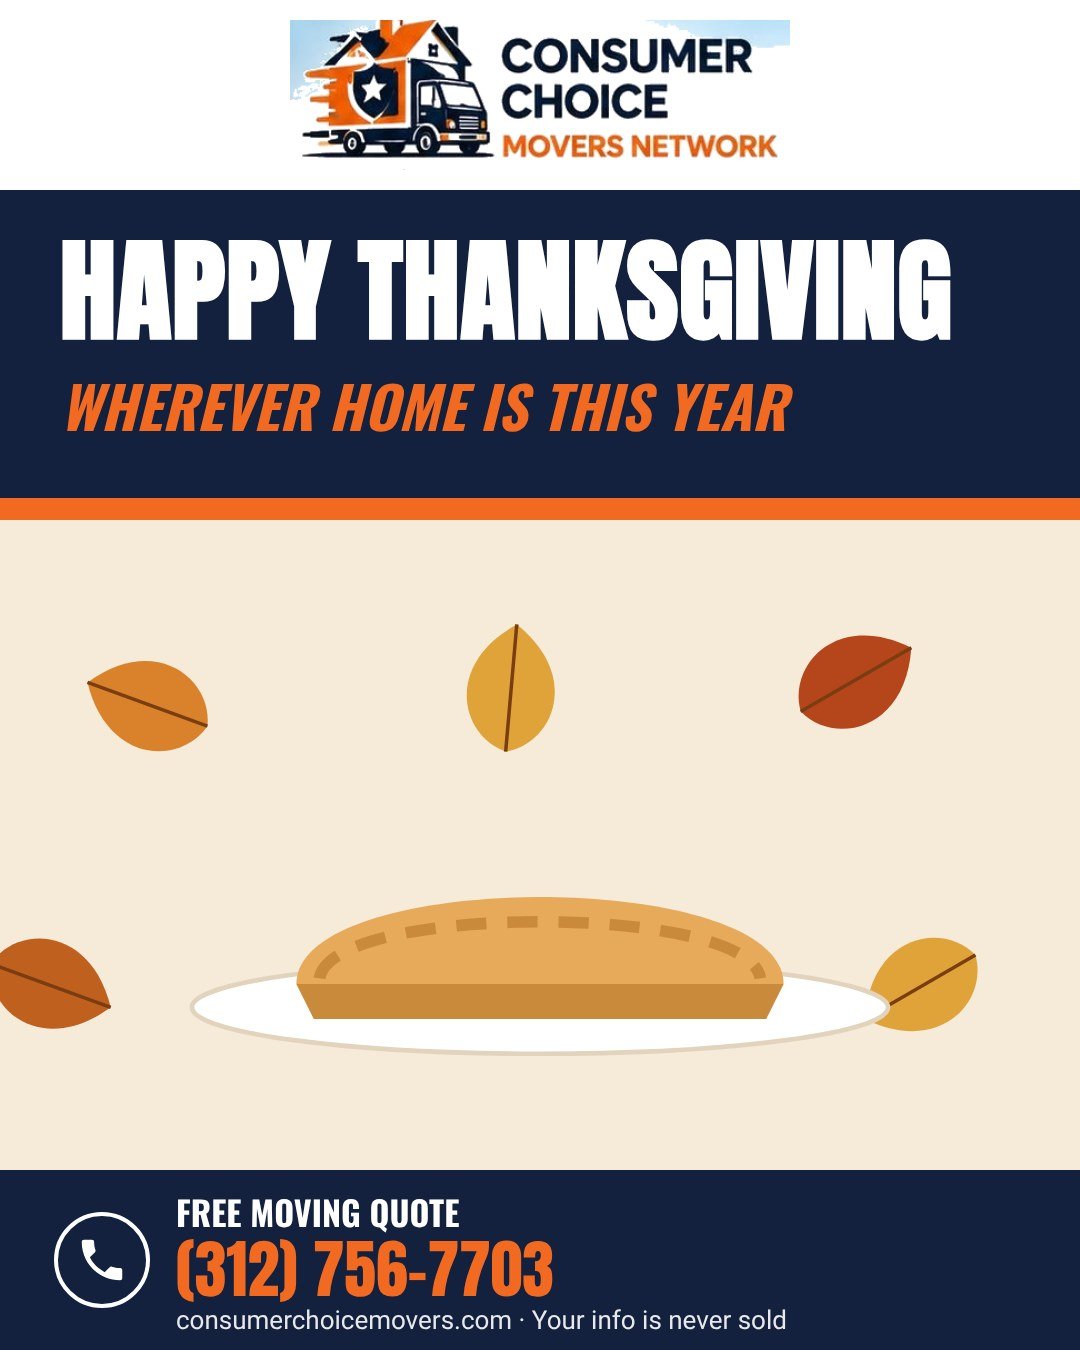 CONSUMER
CHOICE
MOVERS NETWORK
HAPPY THANKSGIVING
WHEREVER HOME IS THIS YEAR
FREE MOVING QUOTE
(312) 756-7703
consumerchoicemovers.com · Your info is never sold